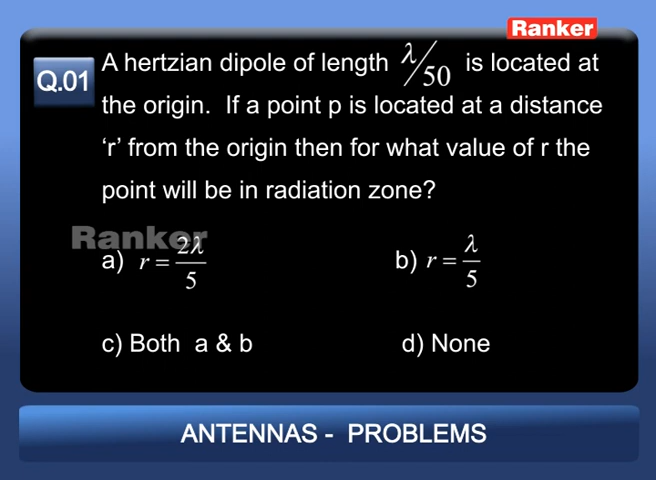 Ranker
Q.01
A hertzian dipole of length λ/50 is located at
the origin. If a point p is located at a distance
‘r’ from the origin then for what value of r the
point will be in radiation zone?
Ranker
a) r = 2λ/5
b) r = λ/5
c) Both a & b
d) None
ANTENNAS - PROBLEMS